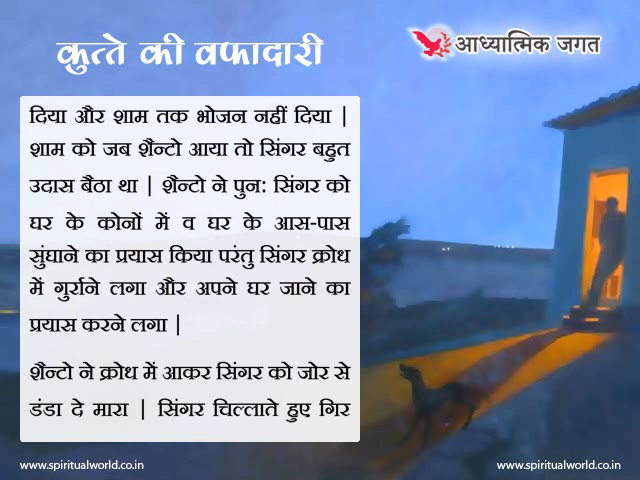 कुत्ते की वफादारी
आध्यात्मिक जगत
दिया और शाम तक भोजन नहीं दिया |
शाम को जब शैन्टो आया तो सिंगर बहुत
उदास बैठा था | शैन्टो ने पुनः सिंगर को
घर के कोनों में व घर के आस-पास
सुंघाने का प्रयास किया परंतु सिंगर क्रोध
में गुर्राने लगा और अपने घर जाने का
प्रयास करने लगा |
शैन्टो ने क्रोध में आकर सिंगर को जोर से
डंडा दे मारा | सिंगर चिल्लाते हुए गिर
www.spiritualworld.co.in
www.spiritualworld.co.in